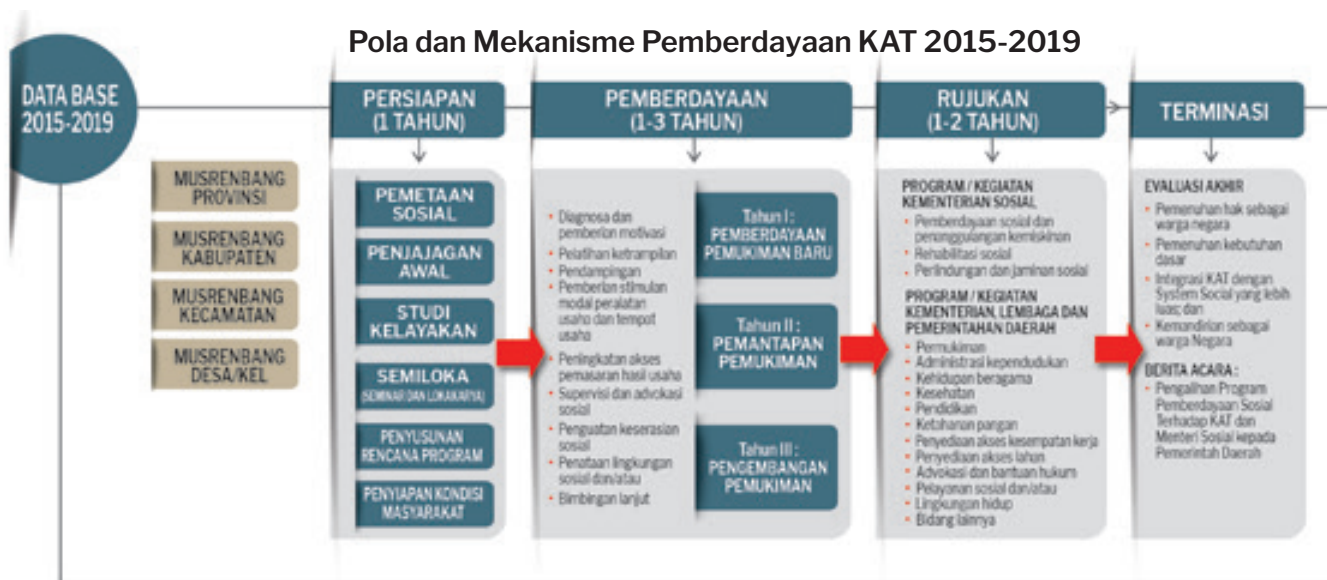 Pola dan Mekanisme Pemberdayaan KAT 2015-2019
DATA BASE
2015-2019
MUSRENBANG
PROVINSI
MUSRENBANG
KABUPATEN
MUSRENBANG
KECAMATAN
MUSRENBANG
DESA/KEL
PERSIAPAN
(1 TAHUN)
PEMETAAN
SOSIAL
PENJAJAGAN
AWAL
STUDI
KELAYAKAN
SEMILOKA
(SEMINAR DAN LOKAKARYA)
PENYUSUNAN
RENCANA PROGRAM
PENYIAPAN KONDISI
MASYARAKAT
PEMBERDAYAAN
(1-3 TAHUN)
• Diagnosa dan
pemberian motivasi
• Pelatihan ketrampilan
• Pendampingan
• Pemberian stimulan
modal peralatan
usaha dan tempat
usaha
• Peningkatan akses
pemasaran hasil usaha
• Supervisi dan advokasi
sosial
• Penguatan keserasian
sosial
• Penataan lingkungan
sosial dan/atau
• Bimbingan lanjut
Tahun I :
PEMBERDAYAAN
PEMUKIMAN BARU
Tahun II :
PEMANTAPAN
PEMUKIMAN
Tahun III :
PENGEMBANGAN
PEMUKIMAN
RUJUKAN
(1-2 TAHUN)
PROGRAM / KEGIATAN
KEMENTERIAN SOSIAL
• Pemberdayaan sosial dan
penanggulangan kemiskinan
• Rehabilitasi sosial
• Perlindungan dan jaminan sosial
PROGRAM / KEGIATAN
KEMENTERIAN, LEMBAGA DAN
PEMERINTAHAN DAERAH
• Permukiman
• Administrasi kependudukan
• Kehidupan beragama
• Kesehatan
• Pendidikan
• Ketahanan pangan
• Penyediaan akses kesempatan kerja
• Penyediaan akses lahan
• Advokasi dan bantuan hukum
• Pelayanan sosial dan/atau
• Lingkungan hidup
• Bidang lainnya
TERMINASI
EVALUASI AKHIR
• Pemenuhan hak sebagai
warga negara
• Pemenuhan kebutuhan
dasar
• Integrasi KAT dengan
System Social yang lebih
luas; dan
• Kemandirian sebagai
warga Negara
BERITA ACARA :
• Pengalihan Program
Pemberdayaan Sosial
Terhadap KAT dan
Menteri Sosial kepada
Pemerintah Daerah